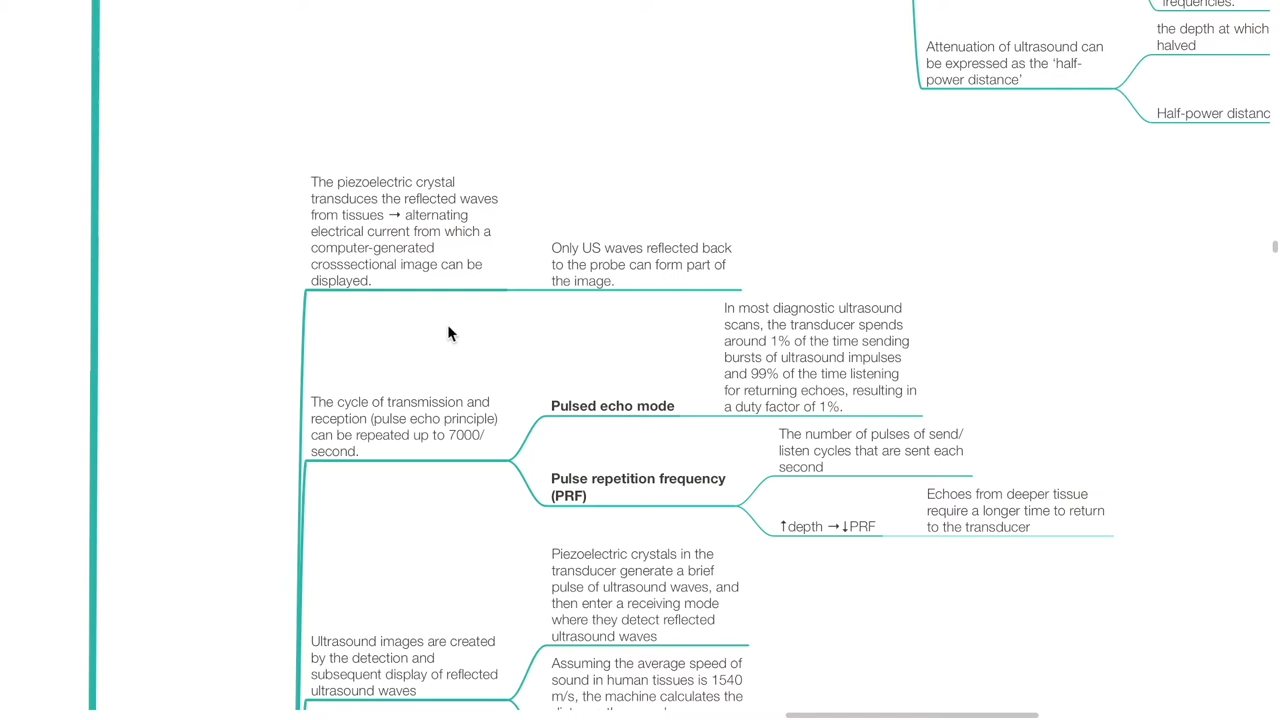 frequencies.
the depth at which
halved
Attenuation of ultrasound can
be expressed as the ‘half-
power distance’
Half-power distanc
The piezoelectric crystal
transduces the reflected waves
from tissues → alternating
electrical current from which a
computer-generated
crosssectional image can be
displayed.
Only US waves reflected back
to the probe can form part of
the image.
In most diagnostic ultrasound
scans, the transducer spends
around 1% of the time sending
bursts of ultrasound impulses
and 99% of the time listening
for returning echoes, resulting in
a duty factor of 1%.
The cycle of transmission and
reception (pulse echo principle)
can be repeated up to 7000/
second.
Pulsed echo mode
Pulse repetition frequency
(PRF)
The number of pulses of send/
listen cycles that are sent each
second
↑depth →↓PRF
Echoes from deeper tissue
require a longer time to return
to the transducer
Piezoelectric crystals in the
transducer generate a brief
pulse of ultrasound waves, and
then enter a receiving mode
where they detect reflected
ultrasound waves
Ultrasound images are created
by the detection and
subsequent display of reflected
ultrasound waves
Assuming the average speed of
sound in human tissues is 1540
m/s, the machine calculates the